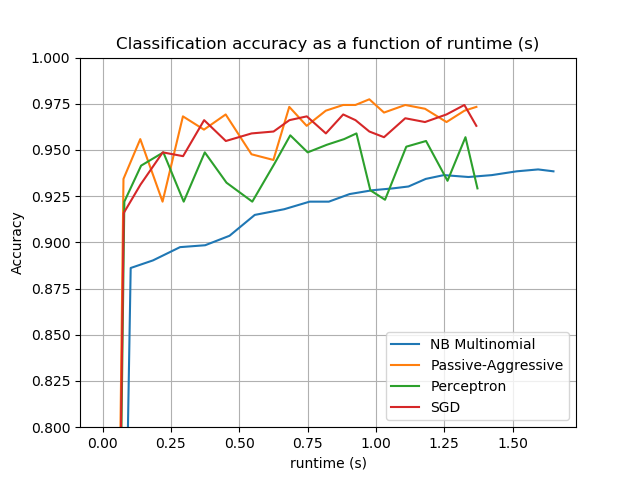 Classification accuracy as a function of runtime (s)
1.000
0.975
0.950
0.925
0.900
0.875
0.850
0.825
0.800
Accuracy
NB Multinomial
Passive-Aggressive
Perceptron
SGD
0.00 0.25 0.50 0.75 1.00 1.25 1.50
runtime (s)